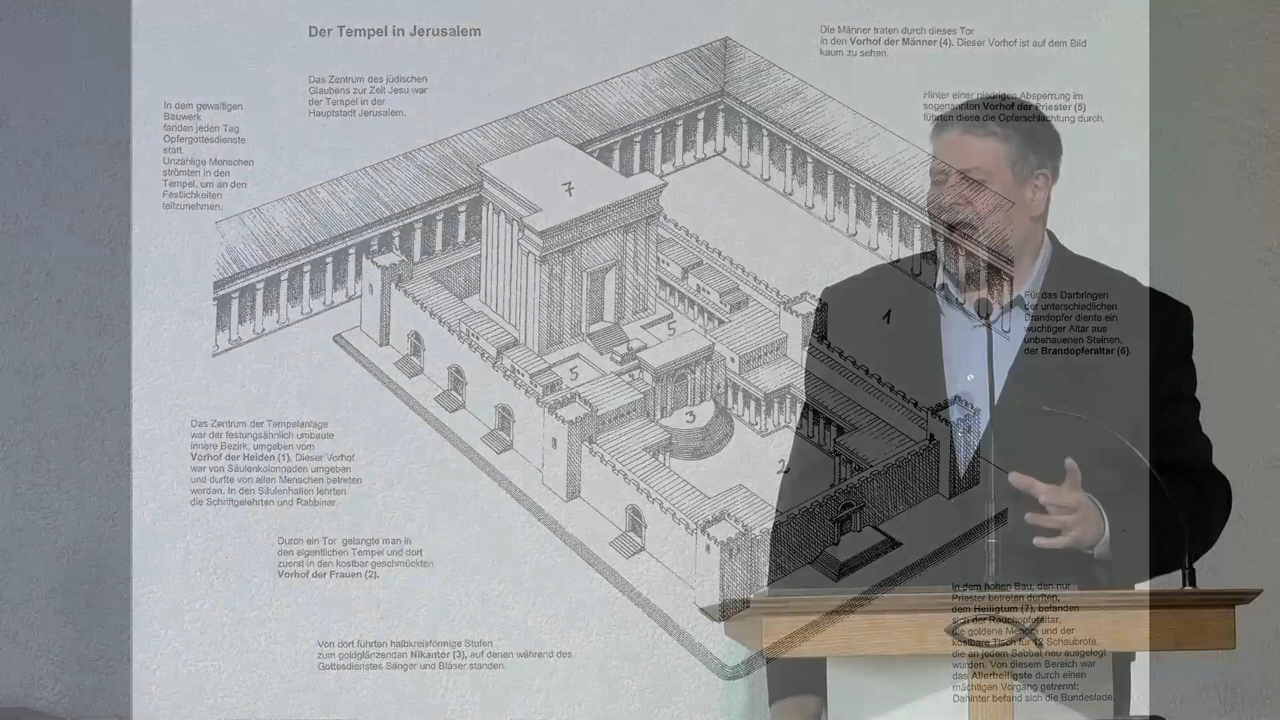 Der Tempel in Jerusalem
Die Männer traten durch dieses Tor
in den Vorhof der Männer (4). Dieser Vorhof ist auf dem Bild
kaum zu sehen.
Das Zentrum des jüdischen
Glaubens zur Zeit Jesu war
der Tempel in der
Hauptstadt Jerusalem.
In dem gewaltigen
Bauwerk
fanden jeden Tag
Opfergottesdienste
statt.
Unzählige Menschen
strömten in den
Tempel, um an den
Festlichkeiten
teilzunehmen.
Hinter einer niedrigen Absperrung im
sogenannten Vorhof der Priester (5)
führten diese die Opferschlachtung durch.
7
1
5
5
3
2
Für das Darbringen
der unterschiedlichen
Brandopfer diente ein
wuchtiger Altar aus
unbehauenen Steinen,
der Brandopferaltar (6).
Das Zentrum der Tempelanlage
war der festungsähnlich umbaute
innere Bezirk, umgeben vom
Vorhof der Heiden (1). Dieser Vorhof
war von Säulenkolonnaden umgeben
und durfte von allen Menschen betreten
werden. In den Säulenhallen lehrten
die Schriftgelehrten und Rabbiner.
Durch ein Tor gelangte man in
den eigentlichen Tempel und dort
zuerst in den kostbar geschmückten
Vorhof der Frauen (2).
Von dort führten halbkreisförmige Stufen
zum goldglänzenden Nikantor (3), auf denen während des
Gottesdienstes Sänger und Bläser standen.
In dem hohen Bau, den nur
Priester betreten durften,
dem Heiligtum (7), befanden
sich der Rauchopferaltar,
die goldene Menora und der
kostbare Tisch für 12 Schaubrote,
die an jedem Sabbat neu ausgelegt
wurden. Von diesem Bereich war
das Allerheiligste durch einen
mächtigen Vorgang getrennt:
Dahinter befand sich die Bundeslade.